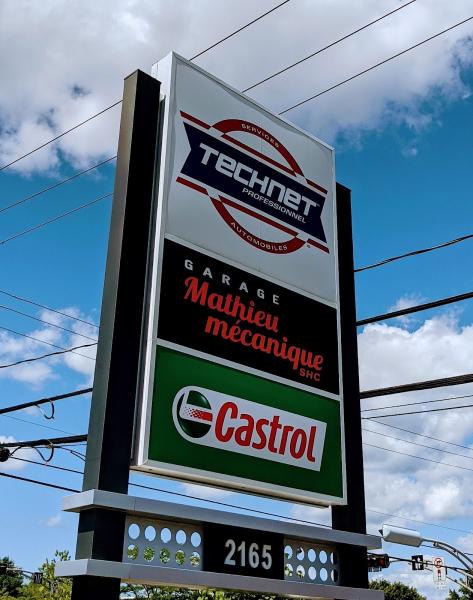 SERVICES
TECHNET
PROFESSIONNEL
AUTOMOBILES
GARAGE
Mathieu
mécanique
SHC
Castrol
2165